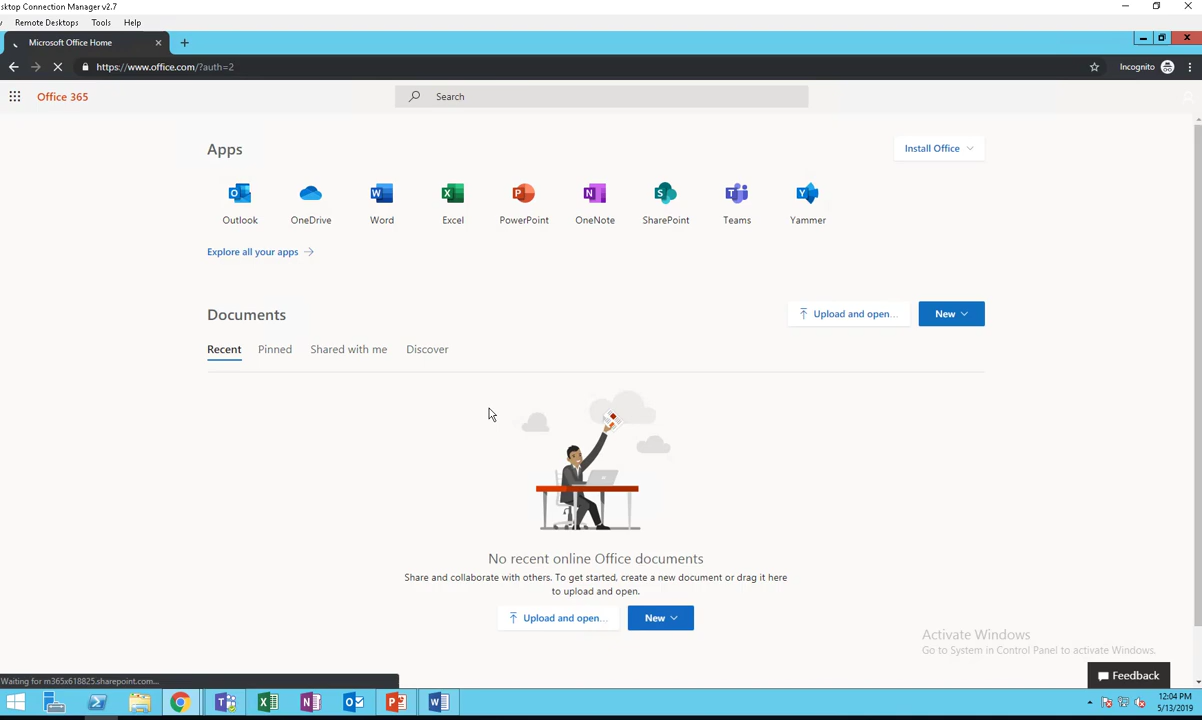 sktop Connection Manager v2.7
Remote Desktops Tools Help
Microsoft Office Home
https://www.office.com/?auth=2
Incognito
Office 365
Search
Apps
Install Office
Outlook OneDrive Word Excel PowerPoint OneNote SharePoint Teams Yammer
Explore all your apps
Documents
Upload and open...
New
Recent Pinned Shared with me Discover
No recent online Office documents
Share and collaborate with others. To get started, create a new document or drag it here
to upload and open.
Upload and open...
New
Activate Windows
Go to System in Control Panel to activate Windows.
Feedback
Waiting for m365x618825.sharepoint.com...
12:04 PM
5/13/2019